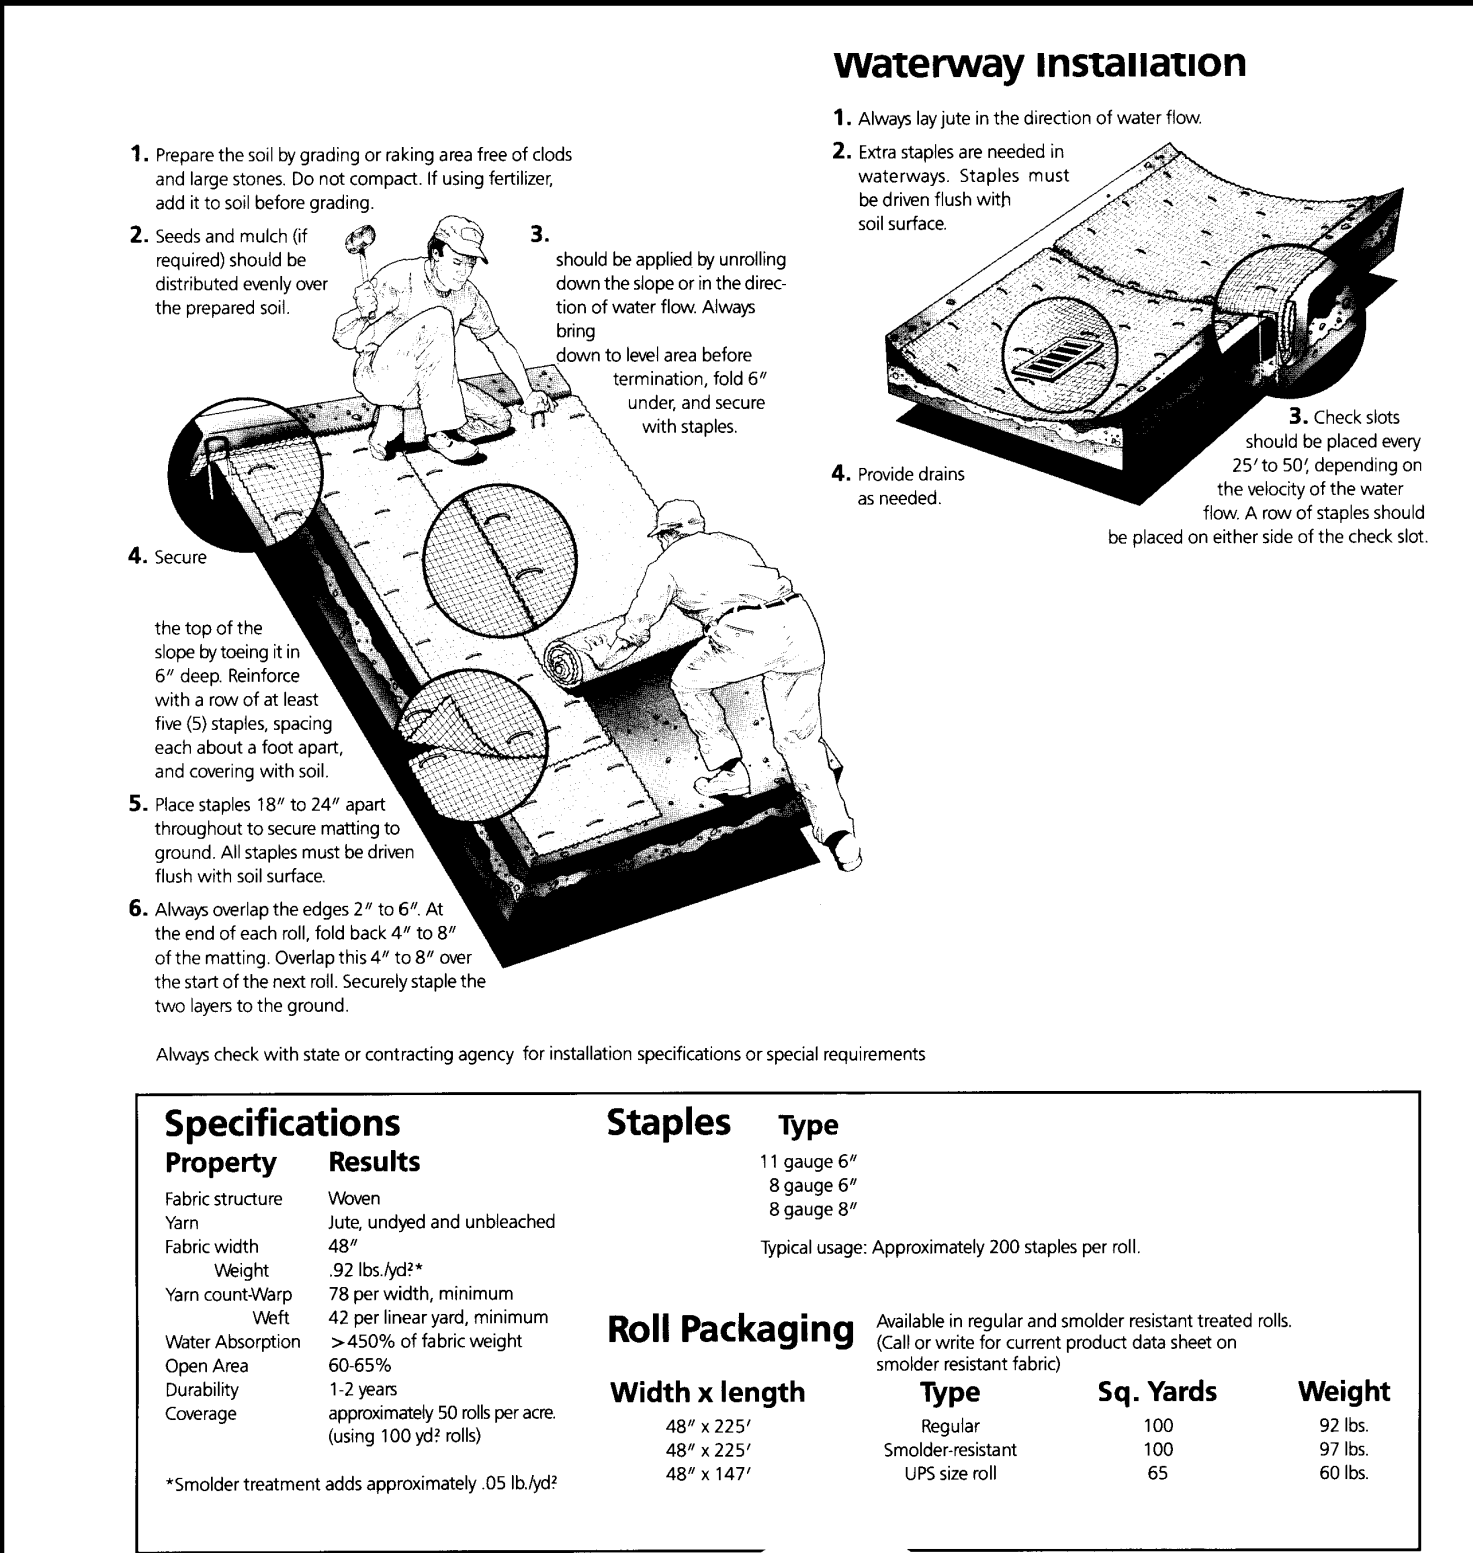 Waterway Installation
1. Always lay jute in the direction of water flow.
2. Extra staples are needed in
waterways. Staples must
be driven flush with
soil surface.
3. Check slots
should be placed every
25′ to 50′, depending on
the velocity of the water
flow. A row of staples should
be placed on either side of the check slot.
4. Provide drains
as needed.
1. Prepare the soil by grading or raking area free of clods
and large stones. Do not compact. If using fertilizer,
add it to soil before grading.
2. Seeds and mulch (if
required) should be
distributed evenly over
the prepared soil.
3.
should be applied by unrolling
down the slope or in the direc-
tion of water flow. Always
bring
down to level area before
termination, fold 6″
under, and secure
with staples.
4. Secure
the top of the
slope by toeing it in
6″ deep. Reinforce
with a row of at least
five (5) staples, spacing
each about a foot apart,
and covering with soil.
5. Place staples 18″ to 24″ apart
throughout to secure matting to
ground. All staples must be driven
flush with soil surface.
6. Always overlap the edges 2″ to 6″. At
the end of each roll, fold back 4″ to 8″
of the matting. Overlap this 4″ to 8″ over
the start of the next roll. Securely staple the
two layers to the ground.
Always check with state or contracting agency for installation specifications or special requirements
Specifications
Property Results
Fabric structure Woven
Yarn Jute, undyed and unbleached
Fabric width 48″
Weight .92 lbs./yd²*
Yarn count-Warp 78 per width, minimum
Weft 42 per linear yard, minimum
Water Absorption >450% of fabric weight
Open Area 60-65%
Durability 1-2 years
Coverage approximately 50 rolls per acre.
(using 100 yd² rolls)
*Smolder treatment adds approximately .05 lb./yd²
Staples Type
11 gauge 6″
8 gauge 6″
8 gauge 8″
Typical usage: Approximately 200 staples per roll.
Roll Packaging
Available in regular and smolder resistant treated rolls.
(Call or write for current product data sheet on
smolder resistant fabric)
Width x length Type Sq. Yards Weight
48″ x 225′ Regular 100 92 lbs.
48″ x 225′ Smolder-resistant 100 97 lbs.
48″ x 147′ UPS size roll 65 60 lbs.